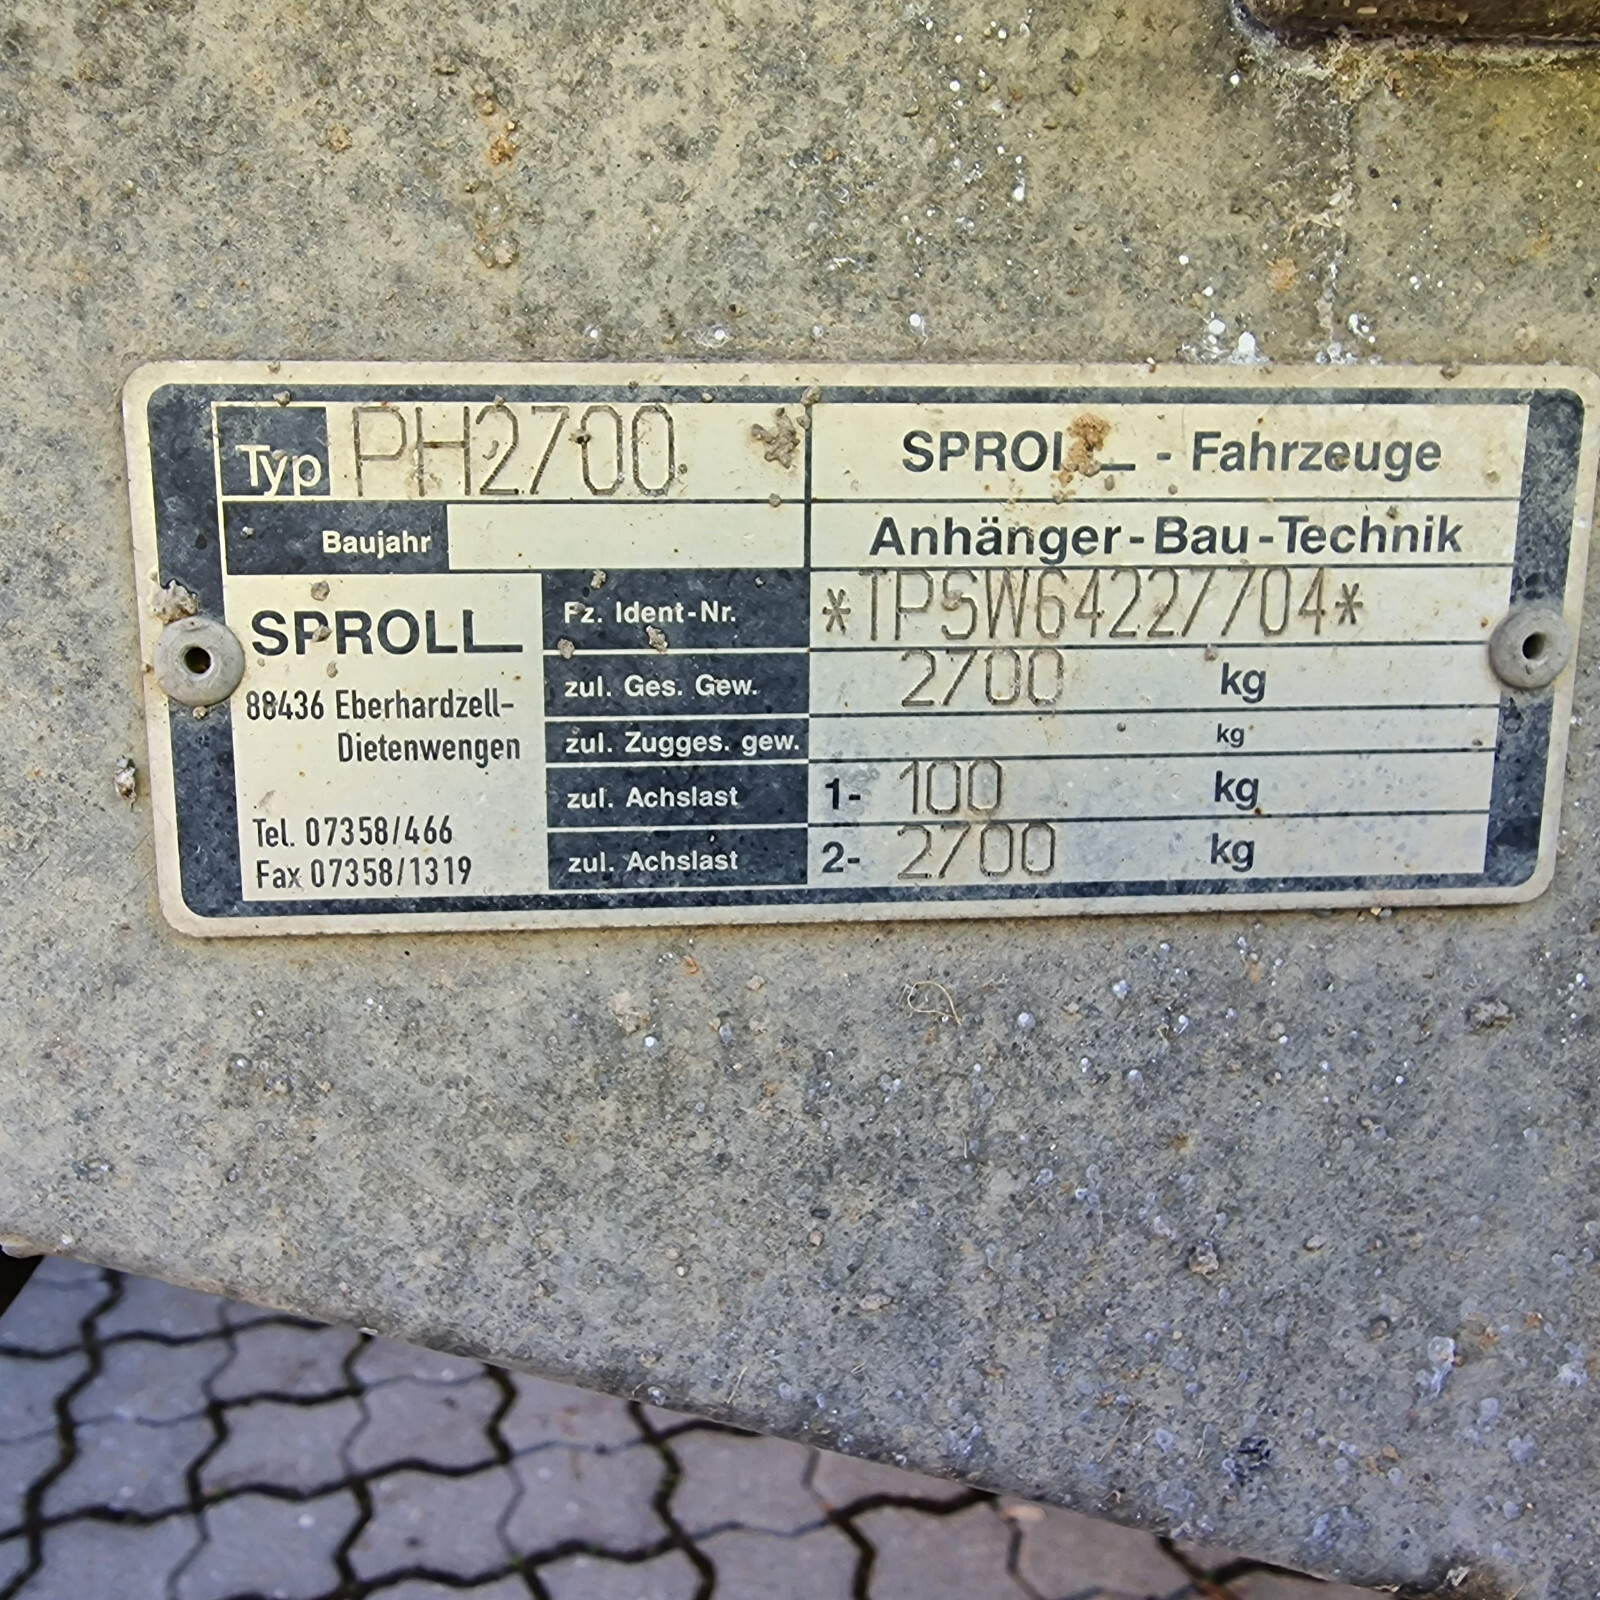 Typ PH2700
SPROLL - Fahrzeuge
Baujahr
Anhänger-Bau-Technik
SPROLL
88436 Eberhardzell-
Dietenwengen
Tel. 07358/466
Fax 07358/1319
Fz. Ident-Nr. *TPSW64227704*
zul. Ges. Gew. 2700 kg
zul. Zugges. gew. kg
zul. Achslast 1- 100 kg
zul. Achslast 2- 2700 kg